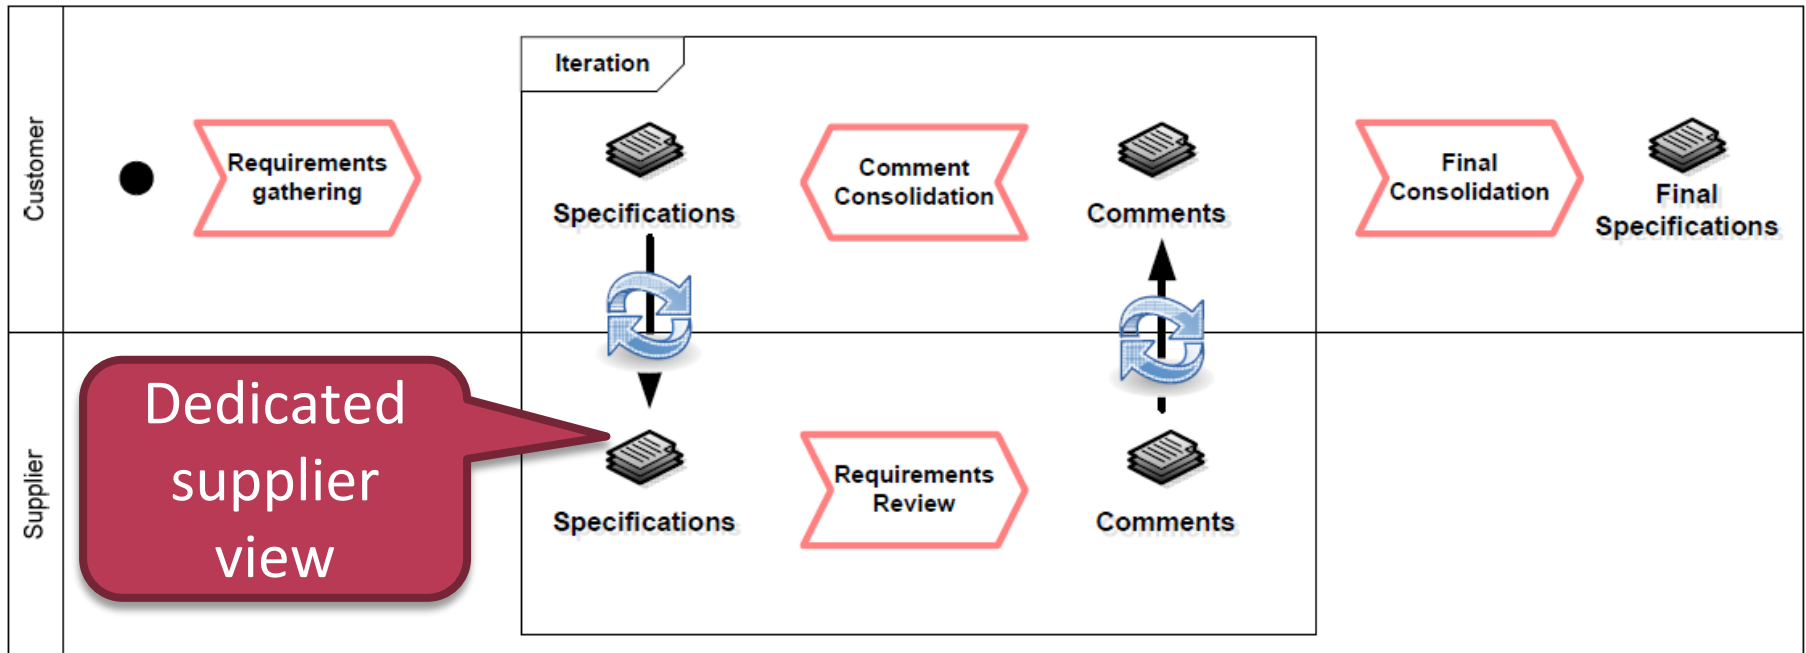 Customer
Iteration
Requirements
gathering
Specifications
Comment
Consolidation
Comments
Final
Consolidation
Final
Specifications
Supplier
Dedicated
supplier
view
Specifications
Requirements
Review
Comments